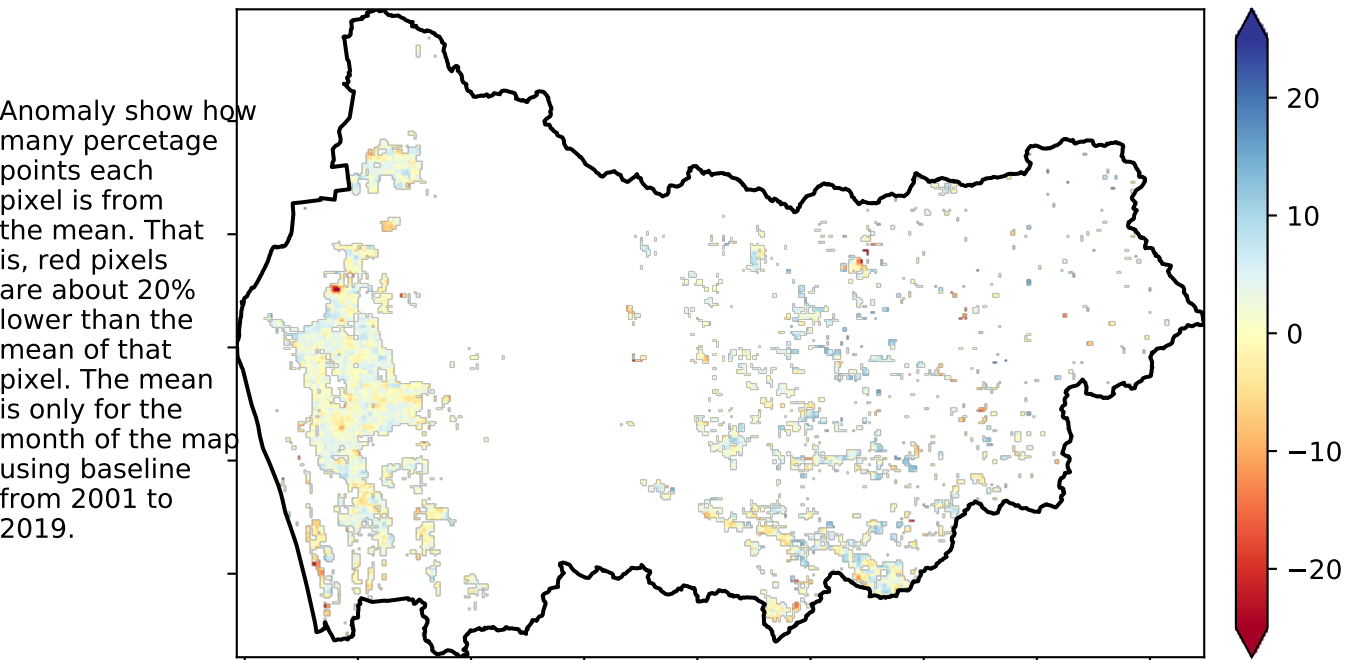 Anomaly show how
many percetage
points each
pixel is from
the mean. That
is, red pixels
are about 20%
lower than the
mean of that
pixel. The mean
is only for the
month of the map
using baseline
from 2001 to
2019.
20
10
0
−10
−20